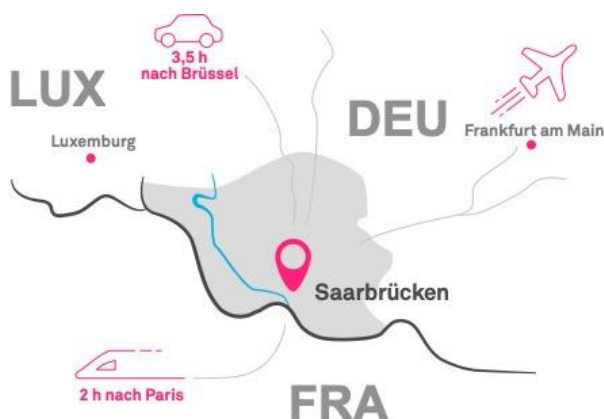 3,5 h
nach Brüssel
LUX
DEU
Luxemburg
Frankfurt am Main
Saarbrücken
2 h nach Paris
FRA